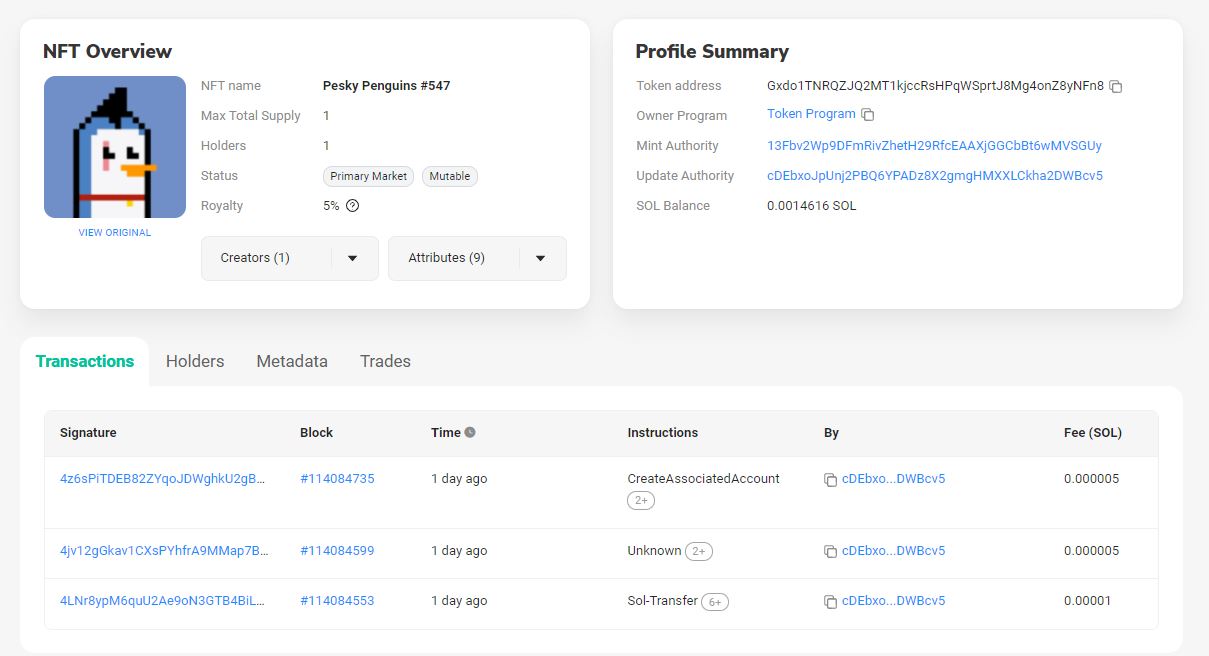 NFT Overview
NFT name Pesky Penguins #547
Max Total Supply 1
Holders 1
Status Primary Market Mutable
Royalty 5%
VIEW ORIGINAL
Creators (1) Attributes (9)
Profile Summary
Token address Gxdo1TNRQZJQ2MT1kjccRsHPqWSprtJ8Mg4onZ8yNFn8
Owner Program Token Program
Mint Authority 13Fbv2Wp9DFmRivZhetH29RfcEAAXjGGCbBt6wMVSGUy
Update Authority cDEbxoJpUnj2PBQ6YPADz8X2gmgHMXXLCkha2DWBcv5
SOL Balance 0.0014616 SOL
Transactions Holders Metadata Trades
Signature Block Time Instructions By Fee (SOL)
4z6sPiTDEB82ZYqoJDWghkU2gB... #114084735 1 day ago CreateAssociatedAccount cDEbxo...DWBcv5 0.000005
2+
4jv12gGkav1CXsPYhfrA9MMap7B... #114084599 1 day ago Unknown 2+ cDEbxo...DWBcv5 0.000005
4LNr8ypM6quU2Ae9oN3GTB4BiL... #114084553 1 day ago Sol-Transfer 6+ cDEbxo...DWBcv5 0.00001